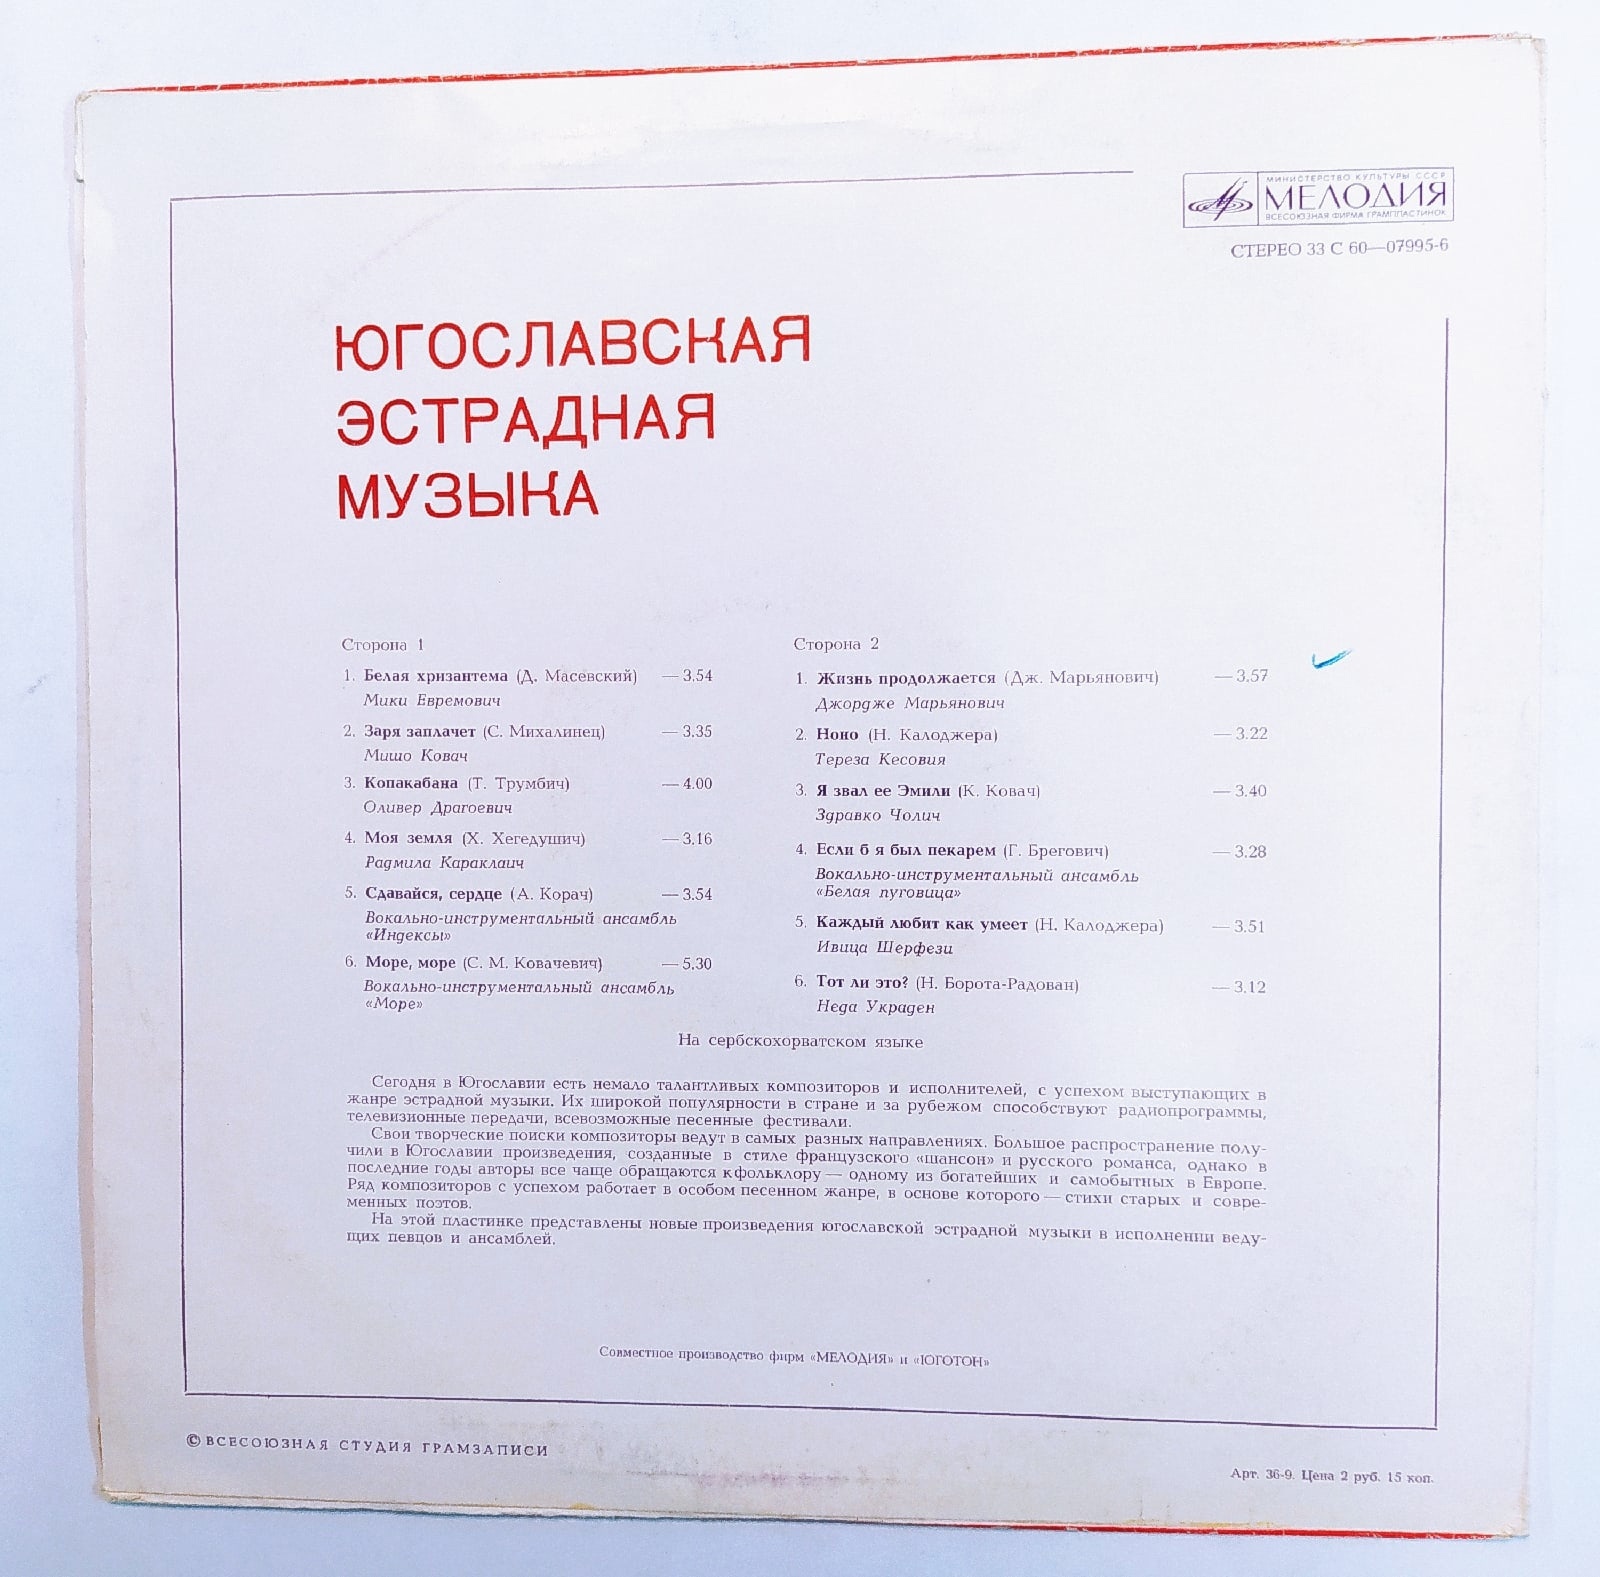 МИНИСТЕРСТВО КУЛЬТУРЫ СССР
МЕЛОДИЯ
ВСЕСОЮЗНАЯ ФИРМА ГРАМПЛАСТИНОК
СТЕРЕО 33 С 60—07995-6
ЮГОСЛАВСКАЯ
ЭСТРАДНАЯ
МУЗЫКА
Сторона 1
1. Белая хризантема (Д. Масевский) — 3.54
Мики Евремович
2. Заря заплачет (С. Михалинец) — 3.35
Мишо Ковач
3. Копакабана (Т. Трумбич) — 4.00
Оливер Драгоевич
4. Моя земля (Х. Хегедушич) — 3.16
Радмила Караклаич
5. Сдавайся, сердце (А. Корач) — 3.54
Вокально-инструментальный ансамбль
«Индексы»
6. Море, море (С. М. Ковачевич) — 5.30
Вокально-инструментальный ансамбль
«Море»
Сторона 2
1. Жизнь продолжается (Дж. Марьянович) — 3.57
Джордже Марьянович
2. Ноно (Н. Калоджера) — 3.22
Тереза Кесовия
3. Я звал ее Эмили (К. Ковач) — 3.40
Здравко Чолич
4. Если б я был пекарем (Г. Брегович) — 3.28
Вокально-инструментальный ансамбль
«Белая пуговица»
5. Каждый любит как умеет (Н. Калоджера) — 3.51
Ивица Шерфези
6. Тот ли это? (Н. Борота-Радован) — 3.12
Неда Украден
На сербскохорватском языке
Сегодня в Югославии есть немало талантливых композиторов и исполнителей, с успехом выступающих в
жанре эстрадной музыки. Их широкой популярности в стране и за рубежом способствуют радиопрограммы,
телевизионные передачи, всевозможные песенные фестивали.
Свои творческие поиски композиторы ведут в самых разных направлениях. Большое распространение полу-
чили в Югославии произведения, созданные в стиле французского «шансон» и русского романса, однако в
последние годы авторы все чаще обращаются к фольклору — одному из богатейших и самобытных в Европе.
Ряд композиторов с успехом работает в особом песенном жанре, в основе которого — стихи старых и совре-
менных поэтов.
На этой пластинке представлены новые произведения югославской эстрадной музыки в исполнении веду-
щих певцов и ансамблей.
Совместное производство фирм «МЕЛОДИЯ» и «ЮГОТОН»
© ВСЕСОЮЗНАЯ СТУДИЯ ГРАМЗАПИСИ
Арт. 36-9. Цена 2 руб. 15 коп.